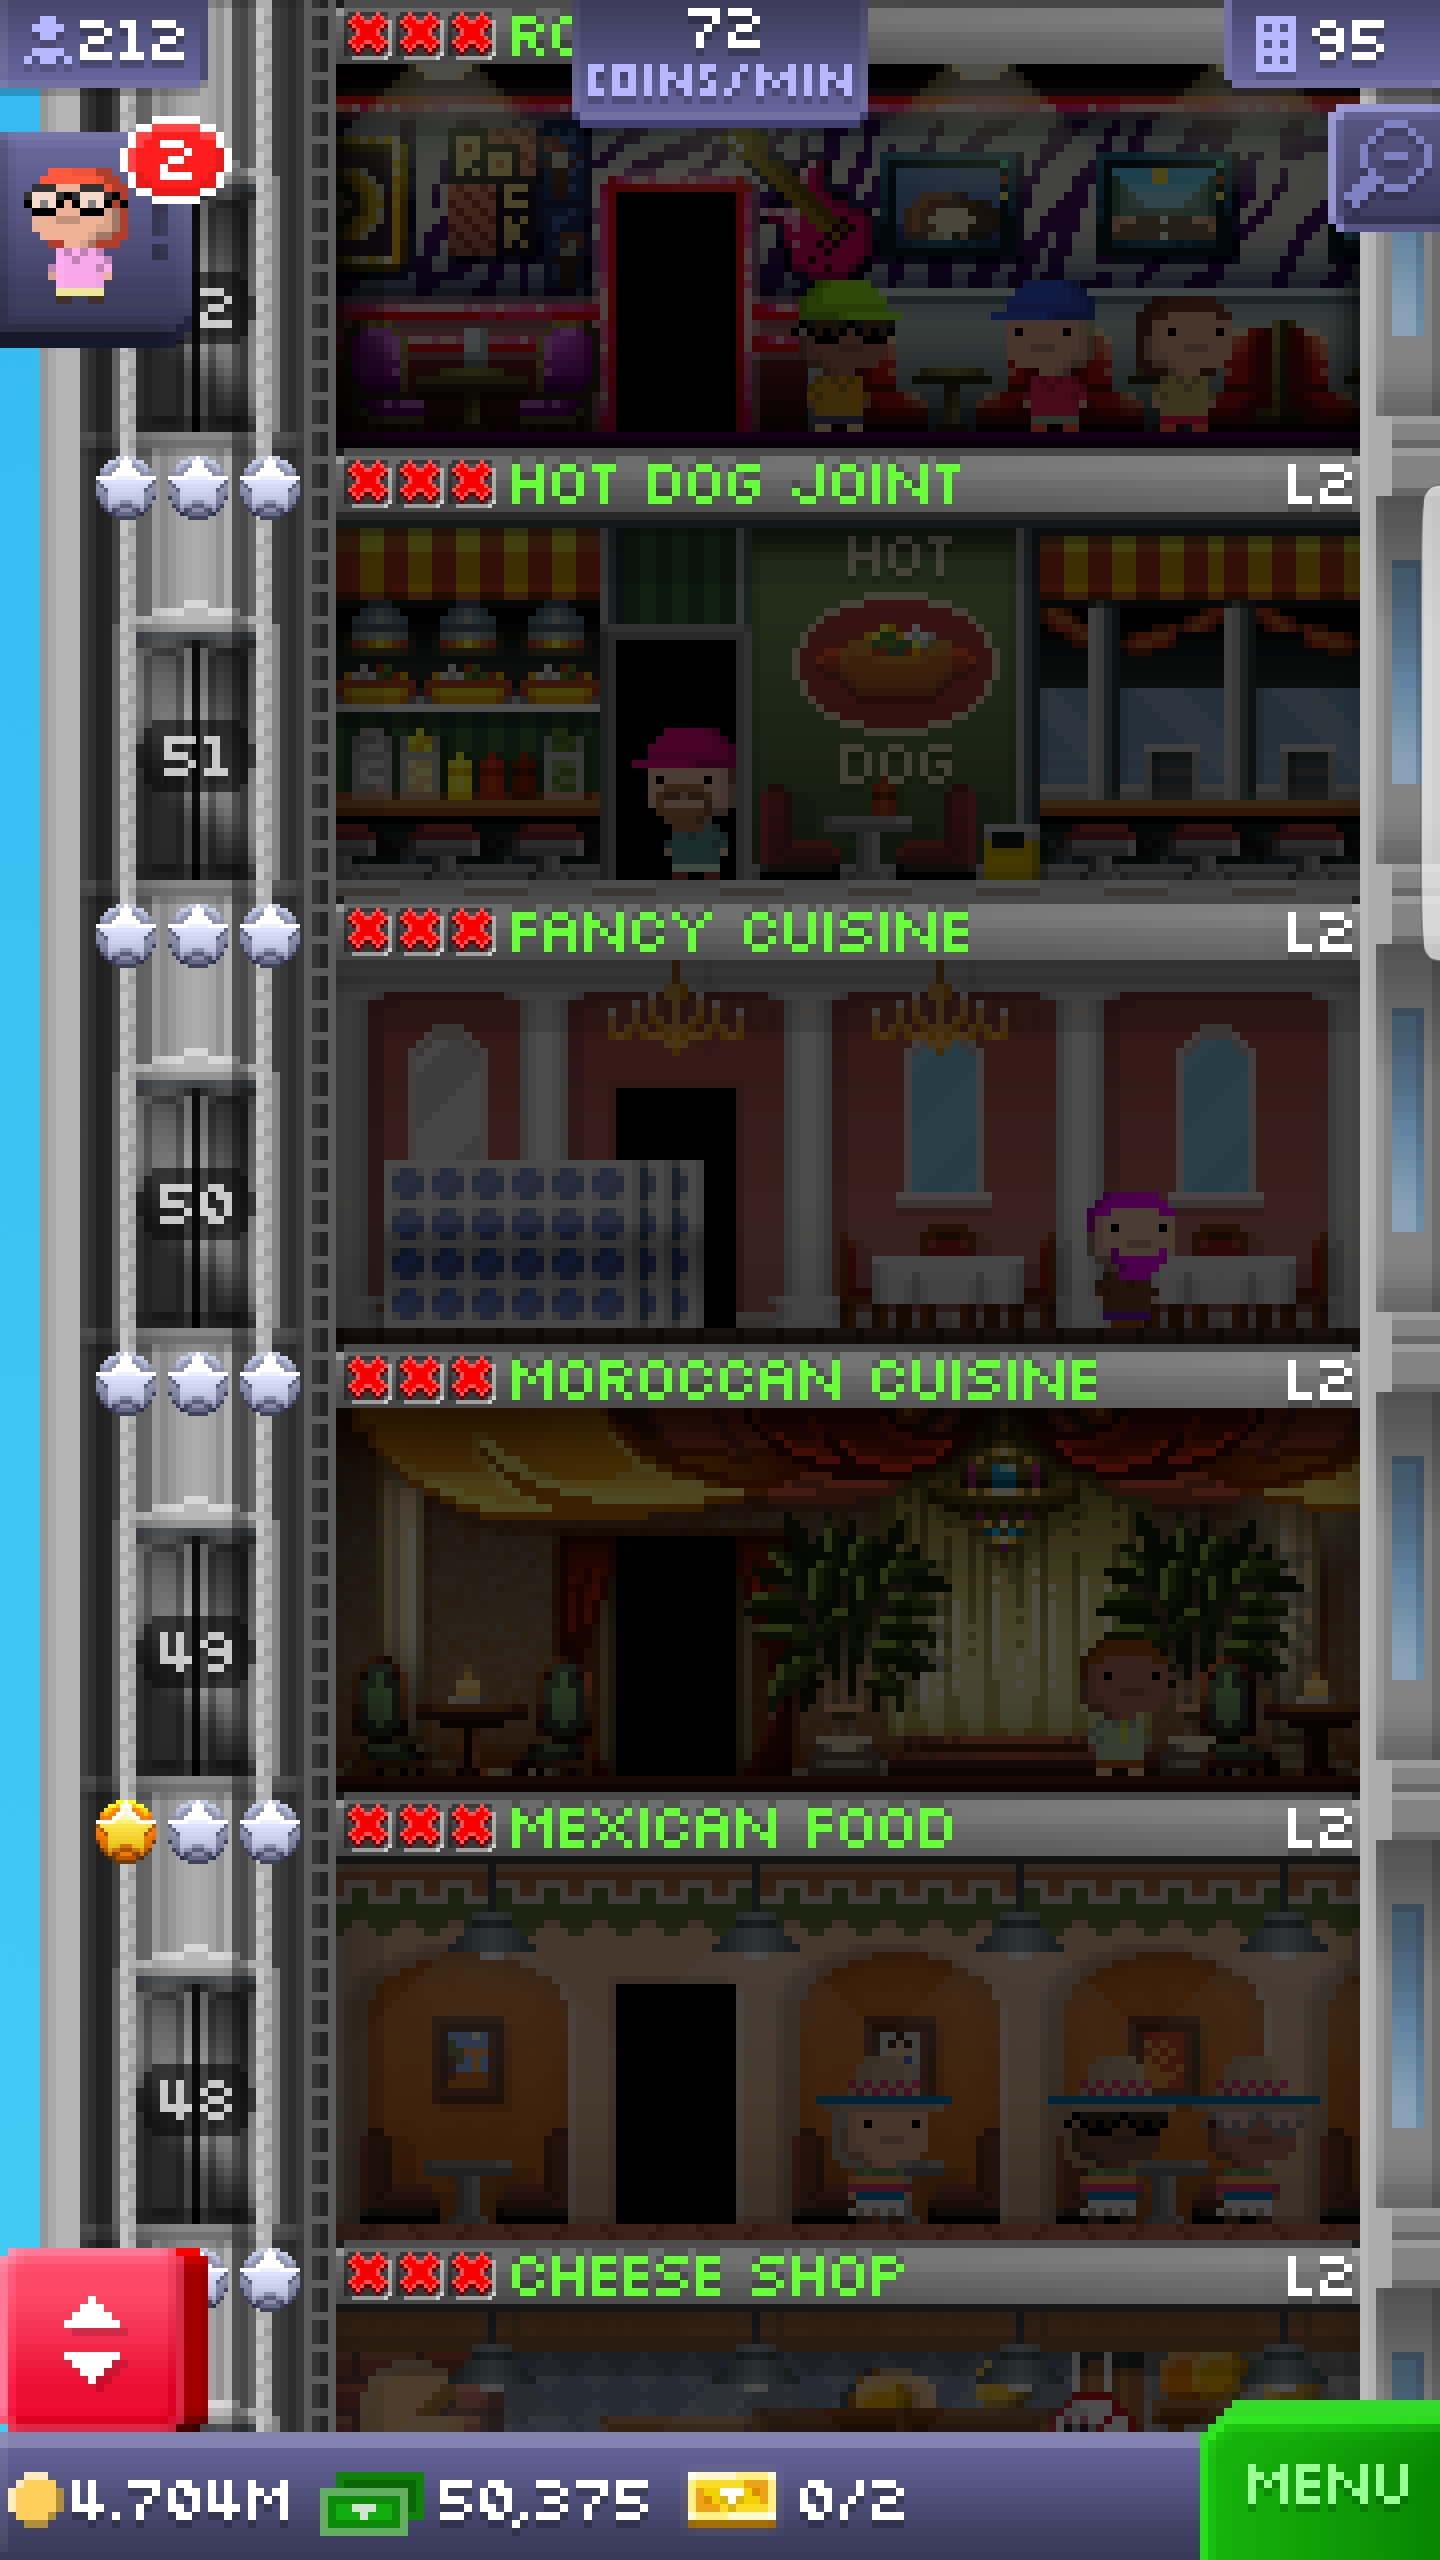 212
72
COINS/MIN
95
2
RO
2
ROCK
HOT DOG JOINT L2
HOT
DOG
51
FANCY CUISINE L2
50
MOROCCAN CUISINE L2
49
MEXICAN FOOD L2
48
CHEESE SHOP L2
4.704M 50,375 0/2 MENU